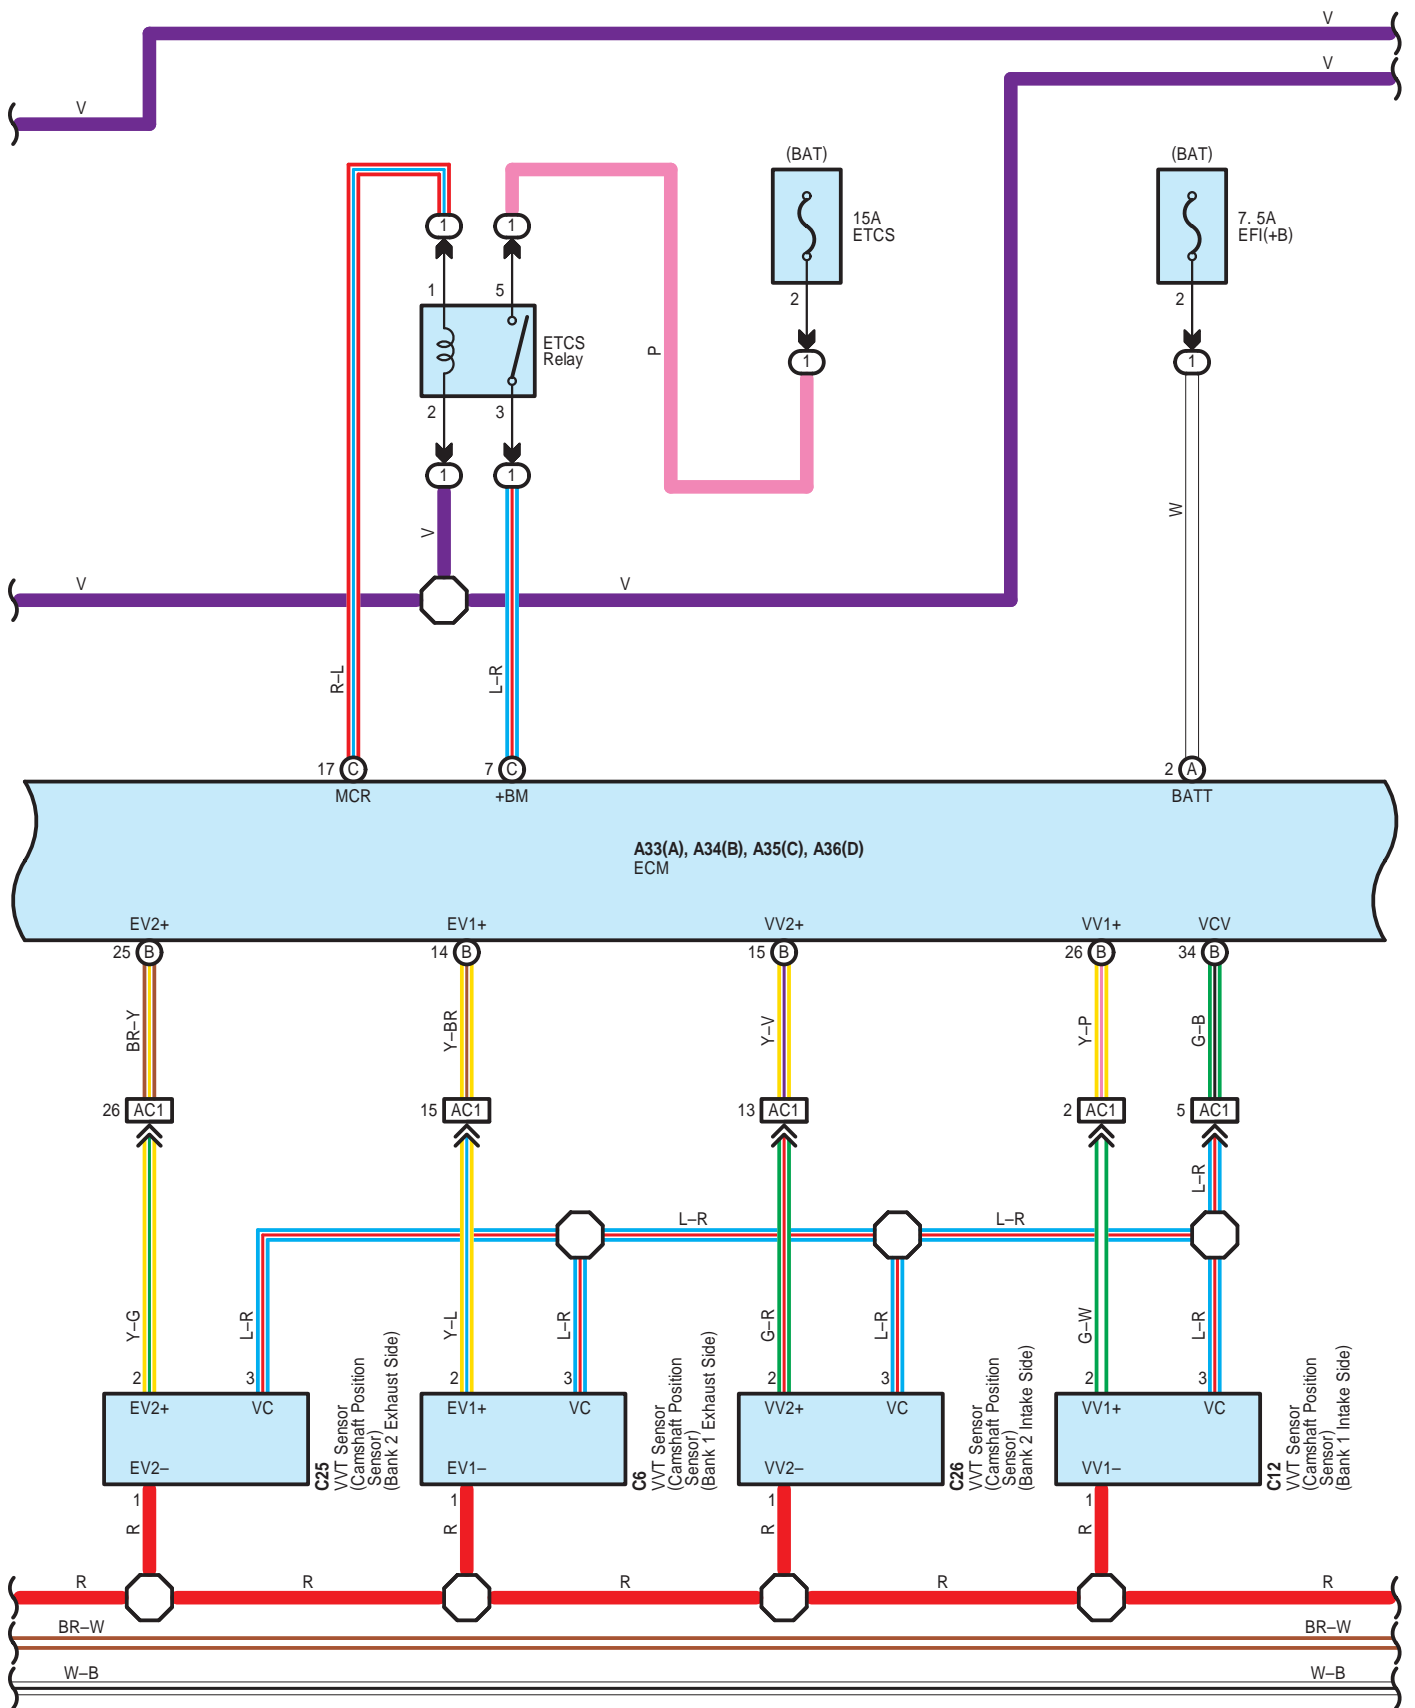 V
V
V
(BAT)
(BAT)
1
1
15A
ETCS
7. 5A
EFI(+B)
1
5
2
2
ETCS
Relay
P
1
1
2
3
1
1
W
V
V
V
R–L
L–R
17 C
7 C
2 A
MCR
+BM
BATT
A33(A), A34(B), A35(C), A36(D)
ECM
EV2+
EV1+
VV2+
VV1+
VCV
25 B
14 B
15 B
26 B
34 B
BR–Y
Y–BR
Y–V
Y–P
G–B
26 AC1
15 AC1
13 AC1
2 AC1
5 AC1
L–R
L–R
L–R
Y–G
L–R
Y–L
L–R
G–R
L–R
G–W
L–R
2
3
2
3
2
3
2
3
EV2+
VC
EV1+
VC
VV2+
VC
VV1+
VC
EV2–
EV1–
VV2–
VV1–
C25
VVT Sensor
(Camshaft Position
Sensor)
(Bank 2 Exhaust Side)
C6
VVT Sensor
(Camshaft Position
Sensor)
(Bank 1 Exhaust Side)
C26
VVT Sensor
(Camshaft Position
Sensor)
(Bank 2 Intake Side)
C12
VVT Sensor
(Camshaft Position
Sensor)
(Bank 1 Intake Side)
1
1
1
1
R
R
R
R
R
R
R
R
R
BR–W
BR–W
W–B
W–B